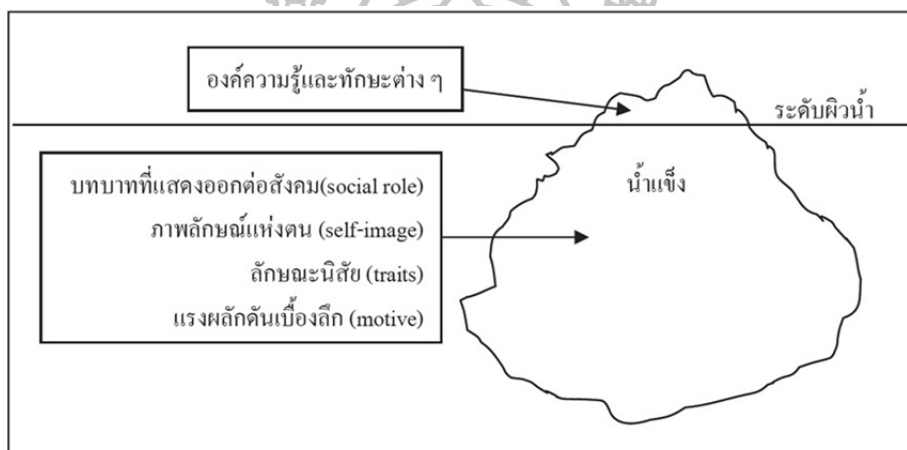 องค์ความรู้และทักษะต่าง ๆ
ระดับผิวน้ำ
น้ำแข็ง
บทบาทที่แสดงออกต่อสังคม(social role)
ภาพลักษณ์แห่งตน (self-image)
ลักษณะนิสัย (traits)
แรงผลักดันเบื้องลึก (motive)